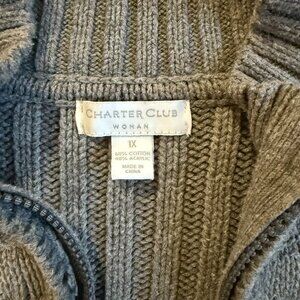 CHARTER CLUB
WOMAN
1X
60% COTTON
40% ACRYLIC
MADE IN
CHINA